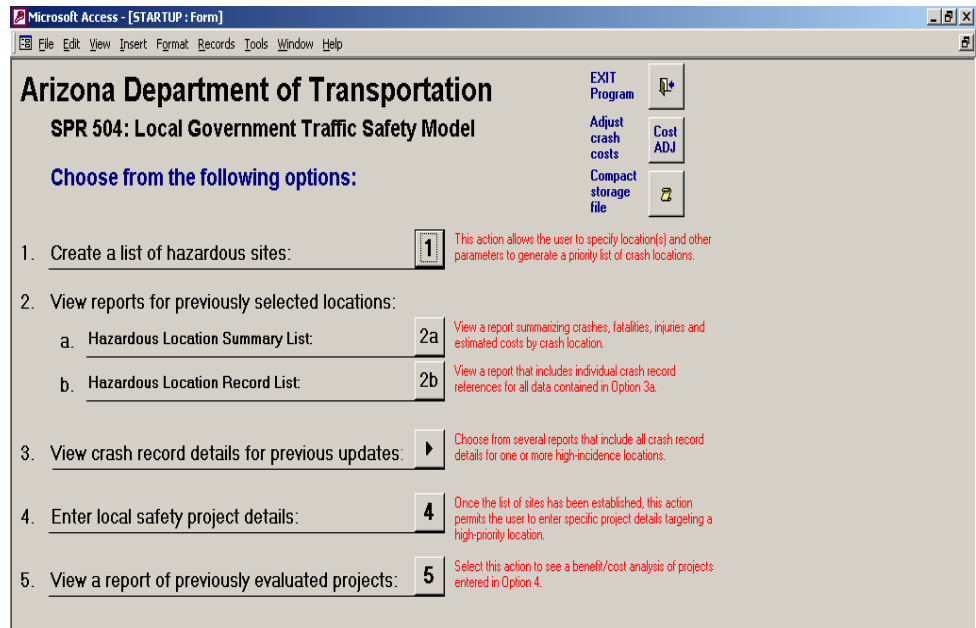 Microsoft Access - [STARTUP : Form]
File Edit View Insert Format Records Tools Window Help
Arizona Department of Transportation
SPR 504: Local Government Traffic Safety Model
Choose from the following options:
EXIT
Program
Adjust
crash
costs
Cost
ADJ
Compact
storage
file
1. Create a list of hazardous sites:
1
This action allows the user to specify location(s) and other
parameters to generate a priority list of crash locations.
2. View reports for previously selected locations:
a. Hazardous Location Summary List:
2a
View a report summarizing crashes, fatalities, injuries and
estimated costs by crash location.
b. Hazardous Location Record List:
2b
View a report that includes individual crash record
references for all data contained in Option 3a.
3. View crash record details for previous updates:
Choose from several reports that include all crash record
details for one or more high-incidence locations.
4. Enter local safety project details:
4
Once the list of sites has been established, this action
permits the user to enter specific project details targeting a
high-priority location.
5. View a report of previously evaluated projects:
5
Select this action to see a benefit/cost analysis of projects
entered in Option 4.